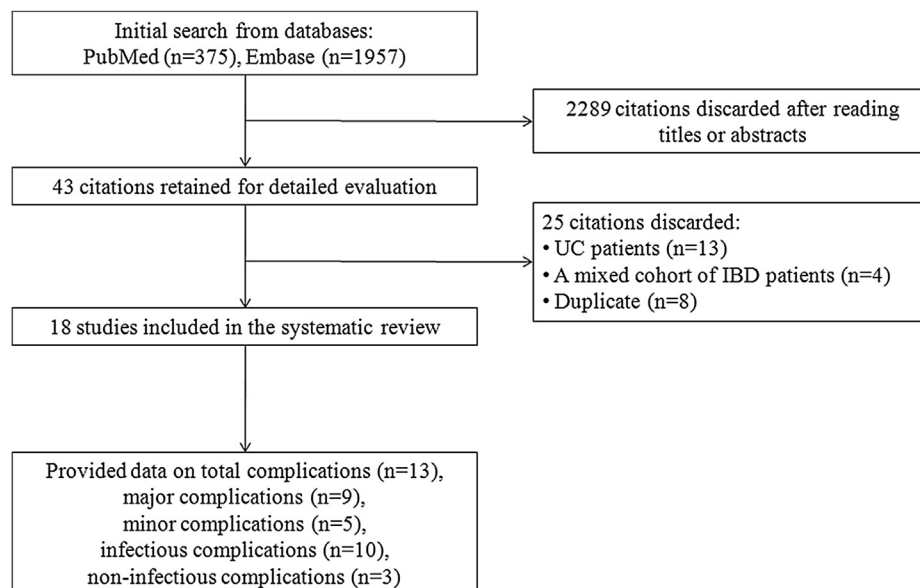 Initial search from databases:
PubMed (n=375), Embase (n=1957)
2289 citations discarded after reading
titles or abstracts
43 citations retained for detailed evaluation
25 citations discarded:
• UC patients (n=13)
• A mixed cohort of IBD patients (n=4)
• Duplicate (n=8)
18 studies included in the systematic review
Provided data on total complications (n=13),
major complications (n=9),
minor complications (n=5),
infectious complications (n=10),
non-infectious complications (n=3)